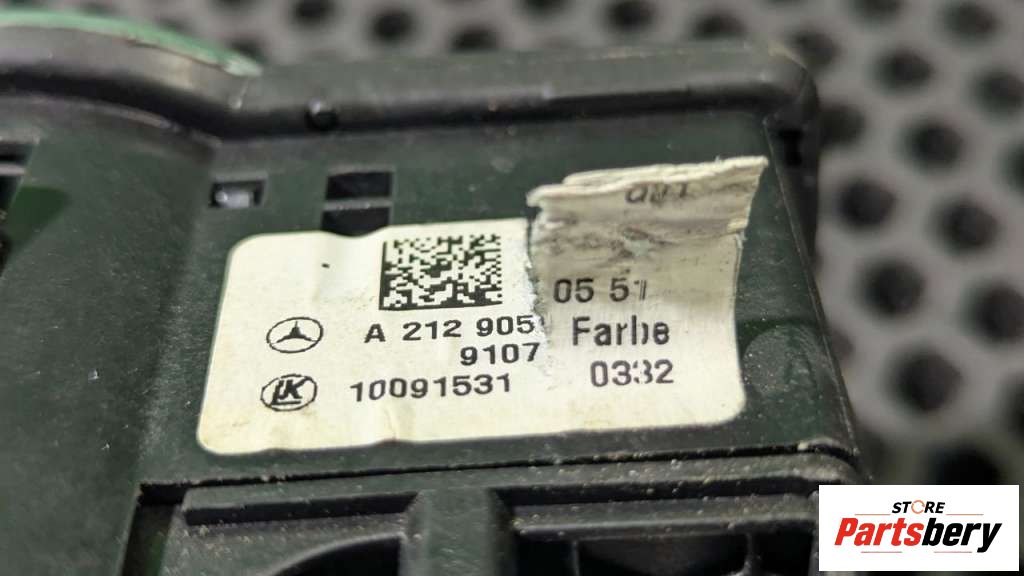 05 51
A 212 905
9107 Farbe
10091531 0332
STORE
Partsbery